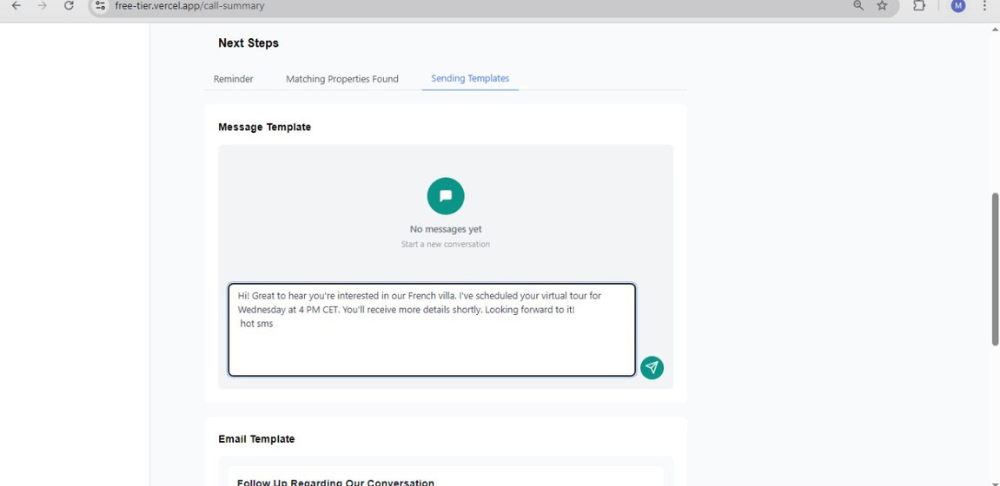 free-tier.vercel.app/call-summary
M
Next Steps
Reminder
Matching Properties Found
Sending Templates
Message Template
No messages yet
Start a new conversation
Hi! Great to hear you're interested in our French villa. I've scheduled your virtual tour for
Wednesday at 4 PM CET. You'll receive more details shortly. Looking forward to it!
hot sms
Email Template
Follow Up Regarding Our Conversation